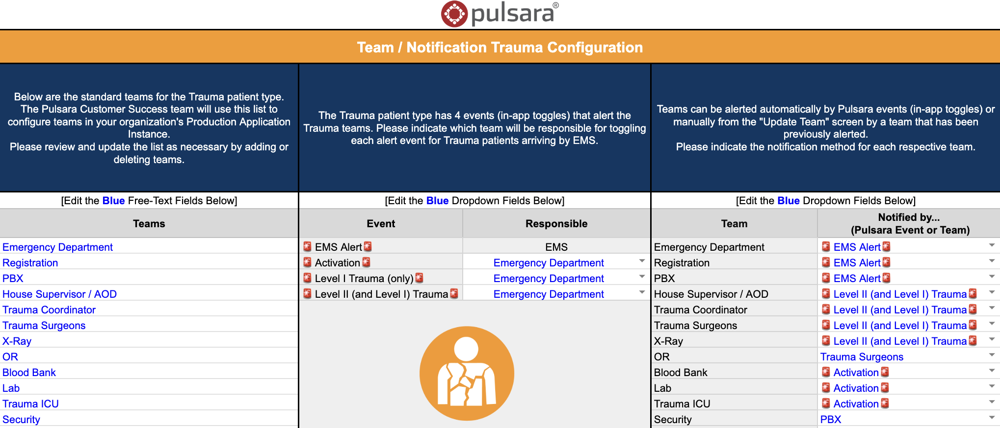 pulsara®
Team / Notification Trauma Configuration
Below are the standard teams for the Trauma patient type.
The Pulsara Customer Success team will use this list to
configure teams in your organization's Production Application
Instance.
Please review and update the list as necessary by adding or
deleting teams.
The Trauma patient type has 4 events (in-app toggles) that alert the
Trauma teams. Please indicate which team will be responsible for toggling
each alert event for Trauma patients arriving by EMS.
Teams can be alerted automatically by Pulsara events (in-app toggles) or
manually from the "Update Team" screen by a team that has been
previously alerted.
Please indicate the notification method for each respective team.
[Edit the Blue Free-Text Fields Below]
Teams
Emergency Department
Registration
PBX
House Supervisor / AOD
Trauma Coordinator
Trauma Surgeons
X-Ray
OR
Blood Bank
Lab
Trauma ICU
Security
[Edit the Blue Dropdown Fields Below]
Event Responsible
🚨 EMS Alert🚨 EMS
🚨 Activation🚨 Emergency Department
🚨 Level I Trauma (only)🚨 Emergency Department
🚨 Level II (and Level I) Trauma🚨 Emergency Department
[Edit the Blue Dropdown Fields Below]
Team Notified by...
(Pulsara Event or Team)
Emergency Department 🚨 EMS Alert🚨
Registration 🚨 EMS Alert🚨
PBX 🚨 EMS Alert🚨
House Supervisor / AOD 🚨 Level II (and Level I) Trauma🚨
Trauma Coordinator 🚨 Level II (and Level I) Trauma🚨
Trauma Surgeons 🚨 Level II (and Level I) Trauma🚨
X-Ray 🚨 Level II (and Level I) Trauma🚨
OR Trauma Surgeons
Blood Bank 🚨 Activation🚨
Lab 🚨 Activation🚨
Trauma ICU 🚨 Activation🚨
Security PBX